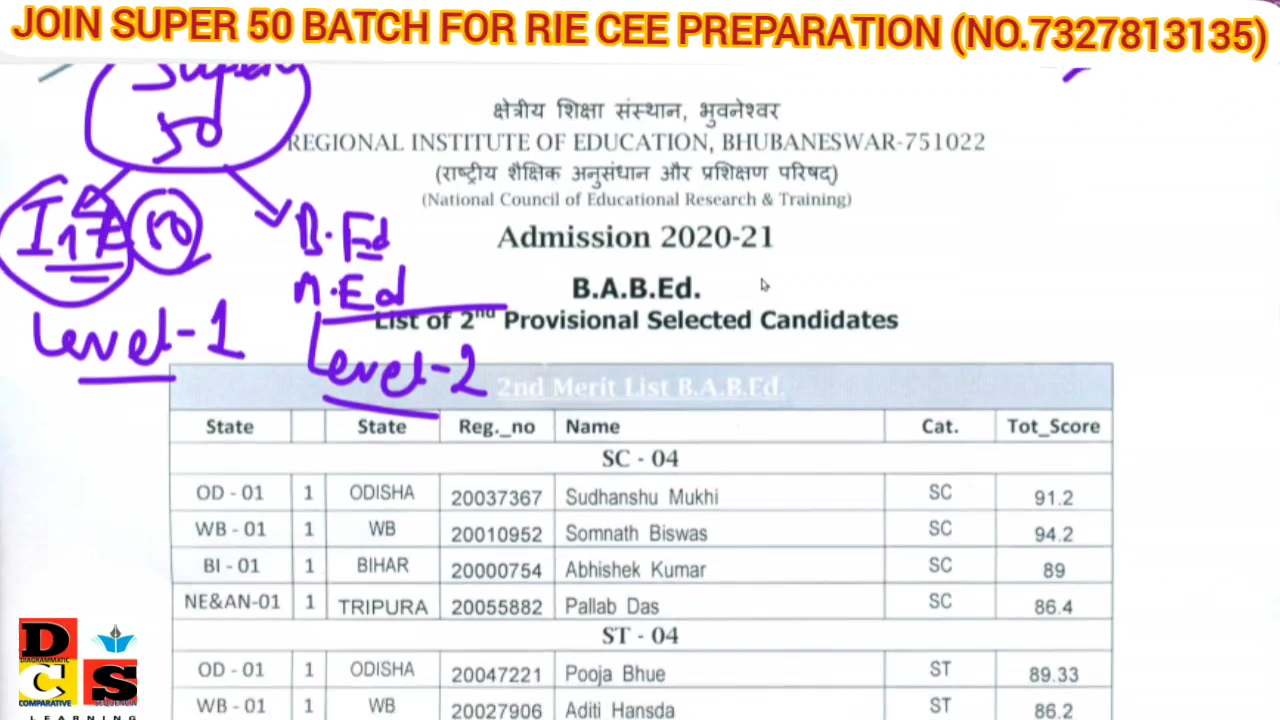 JOIN SUPER 50 BATCH FOR RIE CEE PREPARATION (NO.7327813135)
Super
50
क्षेत्रीय शिक्षा संस्थान, भुवनेश्वर
REGIONAL INSTITUTE OF EDUCATION, BHUBANESWAR-751022
(राष्ट्रीय शैक्षिक अनुसंधान और प्रशिक्षण परिषद्)
(National Council of Educational Research & Training)
50
B.Ed
Admission 2020-21
M.Ed
B.A.B.Ed.
Level-1
List of 2nd Provisional Selected Candidates
Level-2
2nd Merit List B.A.B.Ed.
State State Reg._no Name Cat. Tot_Score
SC - 04
OD - 01 1 ODISHA 20037367 Sudhanshu Mukhi SC 91.2
WB - 01 1 WB 20010952 Somnath Biswas SC 94.2
BI - 01 1 BIHAR 20000754 Abhishek Kumar SC 89
NE&AN-01 1 TRIPURA 20055882 Pallab Das SC 86.4
ST - 04
OD - 01 1 ODISHA 20047221 Pooja Bhue ST 89.33
WB - 01 1 WB 20027906 Aditi Hansda ST 86.2
D
DIAGRAMMATIC
C S
COMPARATIVE SEQUENCIA
LEARNING